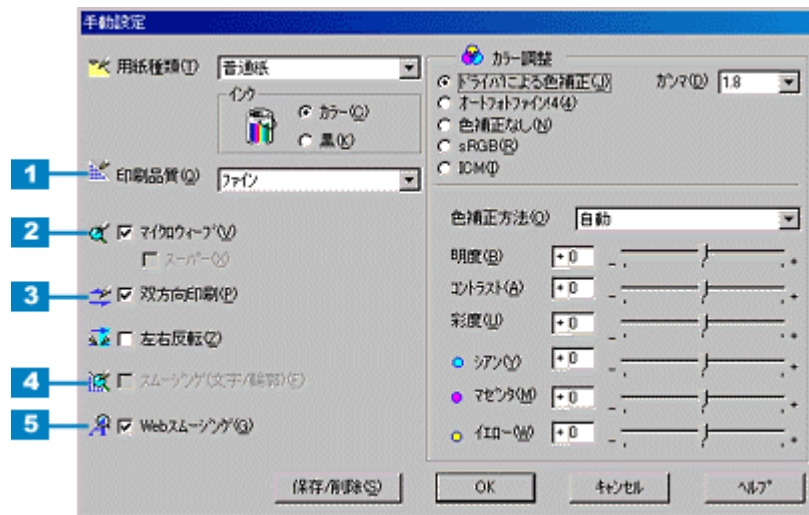 手動設定
用紙種類(T) 普通紙
インク
カラー(C)
黒(K)
1 印刷品質(Q) ファイン
2 マイクロウィーブ(V)
スーパー(X)
3 双方向印刷(P)
左右反転(Z)
4 スムージング(文字/輪郭)(F)
5 Webスムージング(G)
保存/削除(S)
カラー調整
ドライバによる色補正(J) ガンマ(D) 1.8
オートフォトファイン!4(4)
色補正なし(N)
sRGB(R)
ICM(I)
色補正方法(O) 自動
明度(B) +0 - +
コントラスト(A) +0 - +
彩度(U) +0 - +
シアン(Y) +0 - +
マゼンタ(M) +0 - +
イエロー(W) +0 - +
OK キャンセル ヘルプ